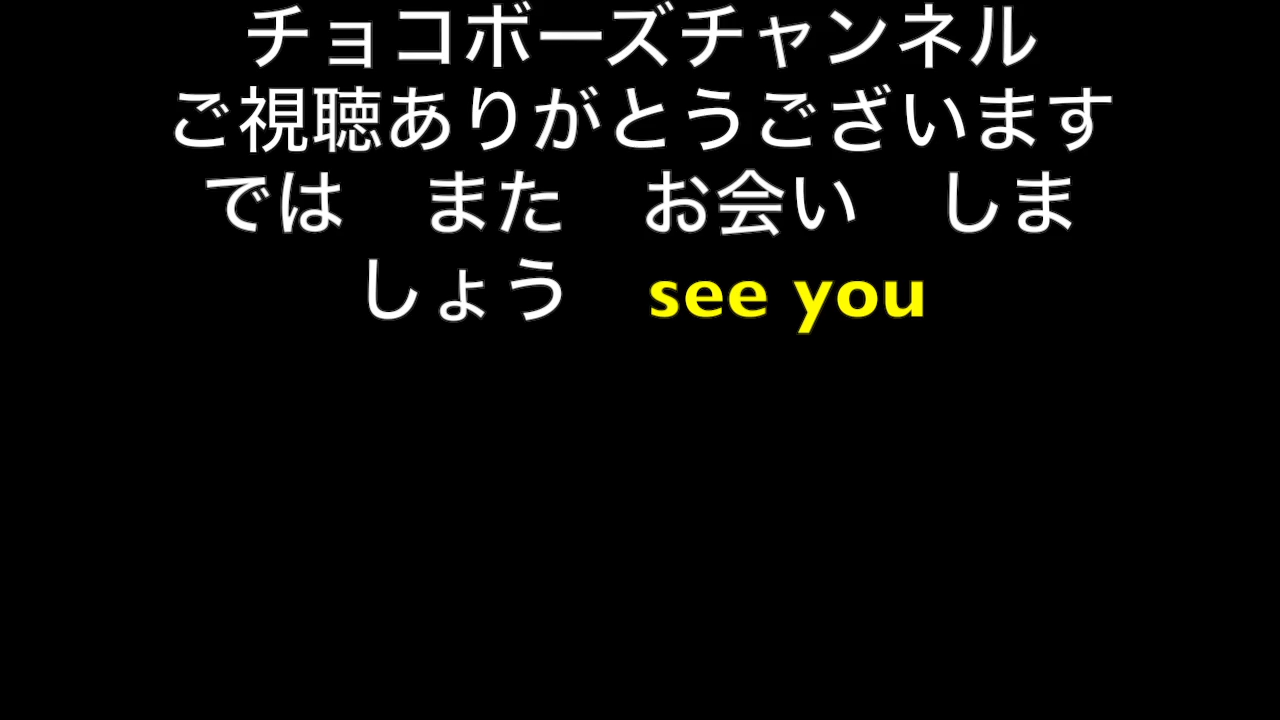 チョコボーズチャンネル
ご視聴ありがとうございます
では　また　お会い　しま
しょう　see you